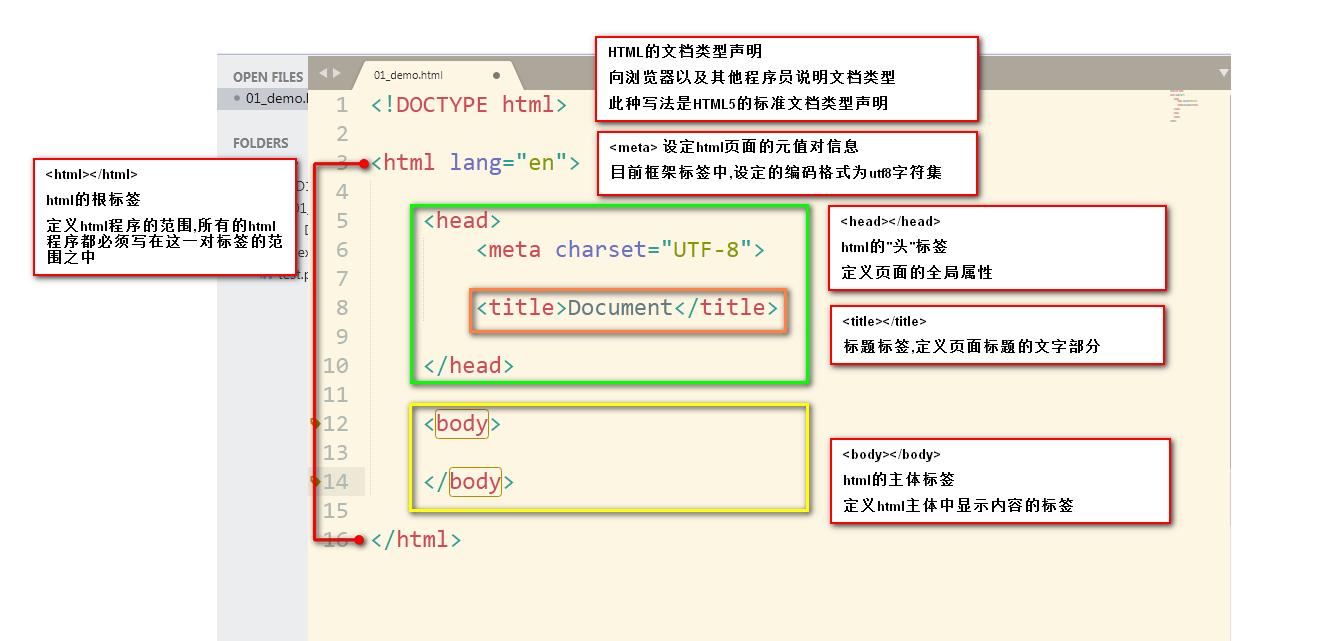 HTML的文档类型声明
向浏览器以及其他程序员说明文档类型
此种写法是HTML5的标准文档类型声明
OPEN FILES
01_demo.html
01_demo.
FOLDERS
1 <!DOCTYPE html>
2
<meta> 设定html页面的元值对信息
目前框架标签中,设定的编码格式为utf8字符集
3 <html lang="en">
<html></html>
html的根标签
定义html程序的范围,所有的html
程序都必须写在这一对标签的范
围之中
4
5 <head>
6 <meta charset="UTF-8">
7
8 <title>Document</title>
9
10 </head>
<head></head>
html的"头"标签
定义页面的全局属性
<title></title>
标题标签,定义页面标题的文字部分
11
12 <body>
13
14 </body>
15
16 </html>
<body></body>
html的主体标签
定义html主体中显示内容的标签